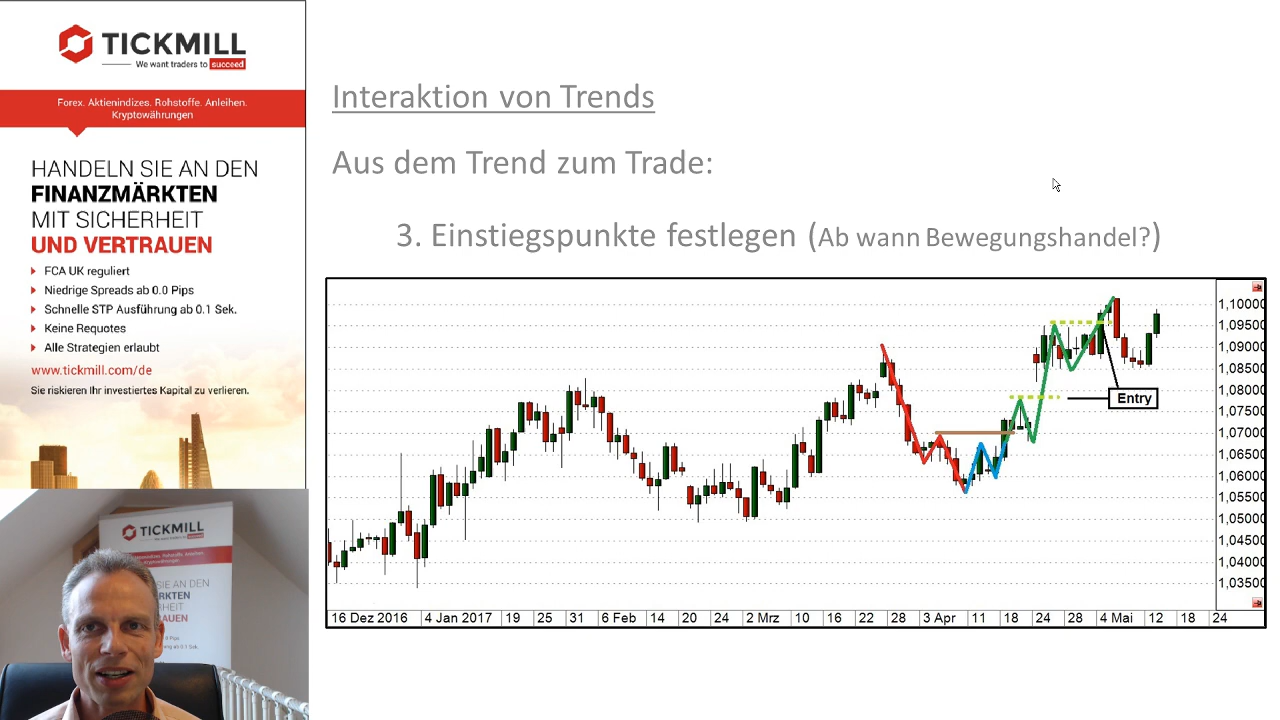 TICKMILL
We want traders to succeed
Forex. Aktienindizes. Rohstoffe. Anleihen.
Kryptowährungen
HANDELN SIE AN DEN
FINANZMÄRKTEN
MIT SICHERHEIT
UND VERTRAUEN
FCA UK reguliert
Niedrige Spreads ab 0.0 Pips
Schnelle STP Ausführung ab 0.1 Sek.
Keine Requotes
Alle Strategien erlaubt
www.tickmill.com/de
Sie riskieren Ihr investiertes Kapital zu verlieren.
Interaktion von Trends
Aus dem Trend zum Trade:
3. Einstiegspunkte festlegen (Ab wann Bewegungshandel?)
1,10000
1,09500
1,09000
1,08500
1,08000
1,07500
1,07000
1,06500
1,06000
1,05500
1,05000
1,04500
1,04000
1,03500
Entry
16 Dez 2016 4 Jan 2017 19 25 31 6 Feb 14 20 24 2 Mrz 10 16 22 28 3 Apr 11 18 24 28 4 Mai 12 18 24
TICKMILL
SIE AN DEN
RKTEN
HERHEIT
RAUEN